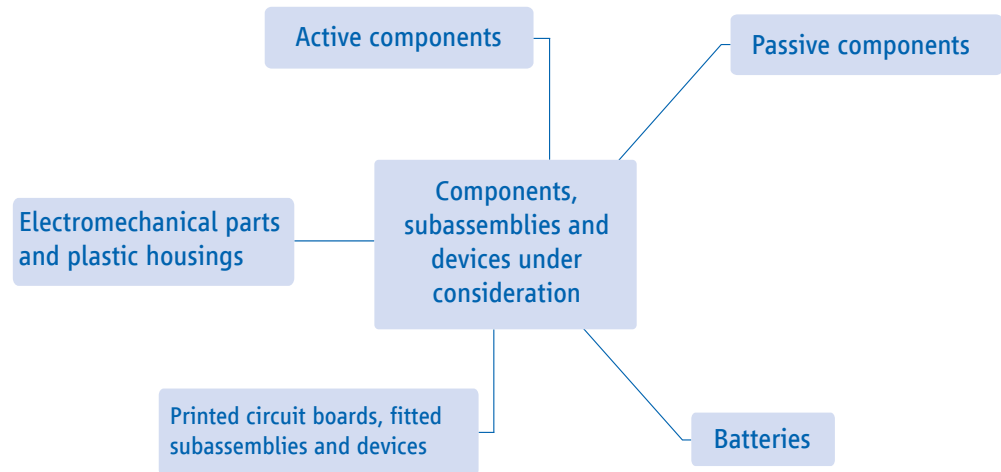 Active components
Passive components
Components,
subassemblies and
devices under
consideration
Electromechanical parts
and plastic housings
Printed circuit boards, fitted
subassemblies and devices
Batteries